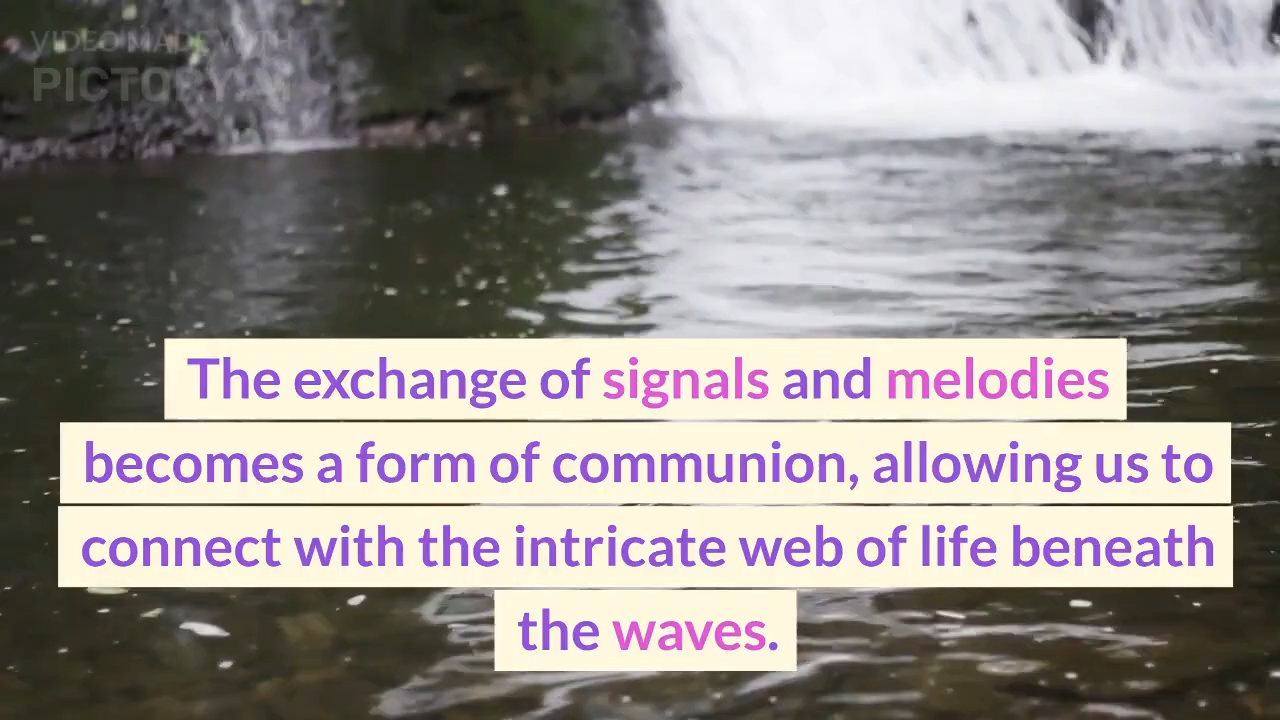 VIDEO MADE WITH
PICTORY.AI
The exchange of signals and melodies
becomes a form of communion, allowing us to
connect with the intricate web of life beneath
the waves.